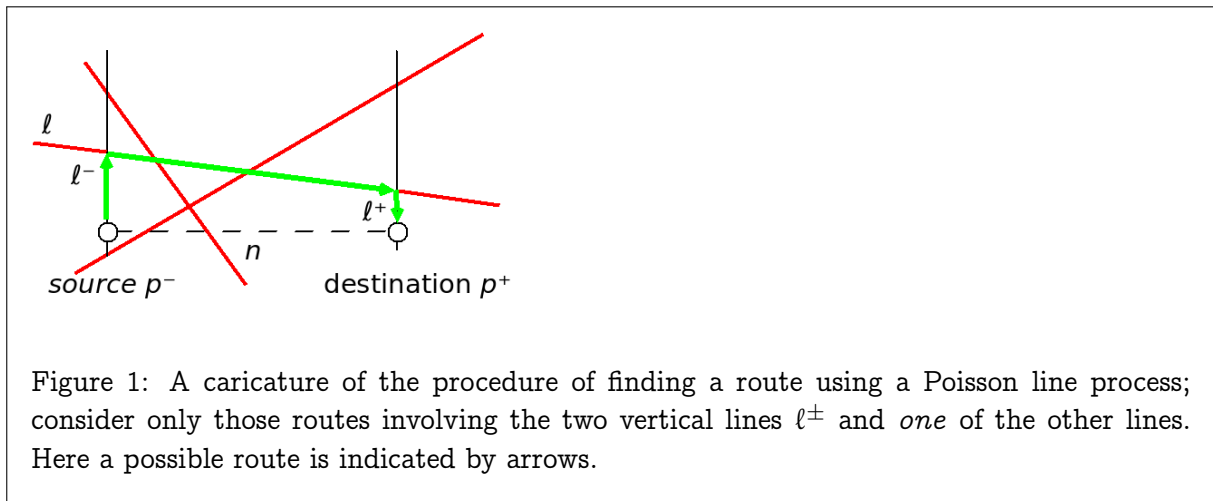 ℓ
ℓ⁻
ℓ⁺
n
source p⁻ destination p⁺
Figure 1: A caricature of the procedure of finding a route using a Poisson line process;
consider only those routes involving the two vertical lines ℓ± and one of the other lines.
Here a possible route is indicated by arrows.